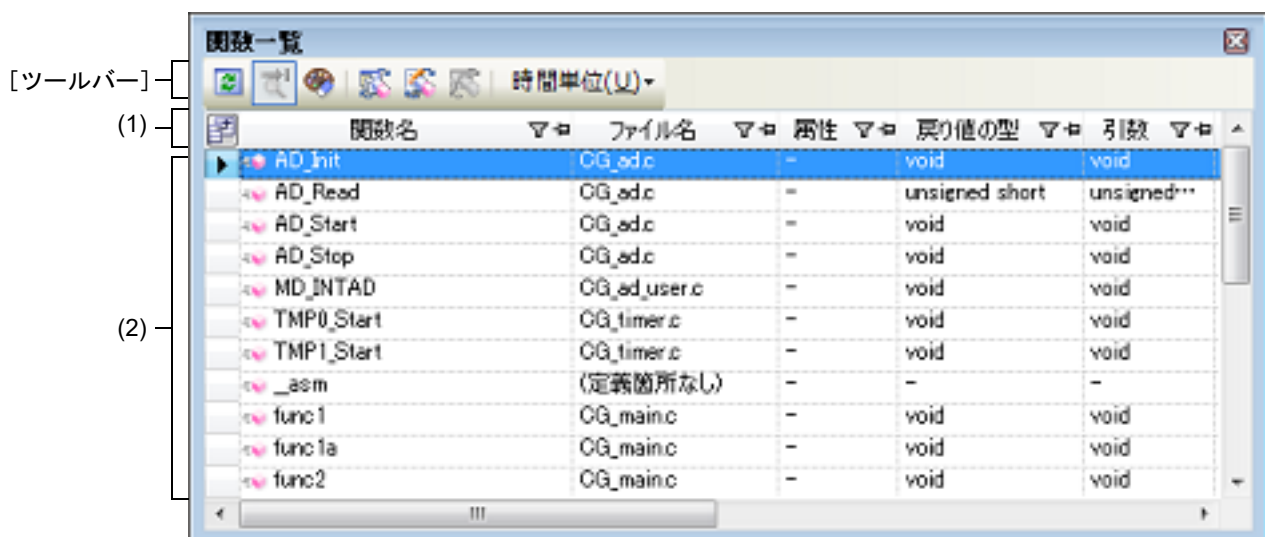 関数一覧
[ツールバー] 時間単位(U)
(1) 関数名 ファイル名 属性 戻り値の型 引数
AD_Init CG_ad.c - void void
AD_Read CG_ad.c - unsigned short unsigned…
AD_Start CG_ad.c - void void
AD_Stop CG_ad.c - void void
MD_INTAD CG_ad_user.c - void void
(2) TMP0_Start CG_timer.c - void void
TMP1_Start CG_timer.c - void void
_asm (定義箇所なし) - - -
func1 CG_main.c - void void
func1a CG_main.c - void void
func2 CG_main.c - void void